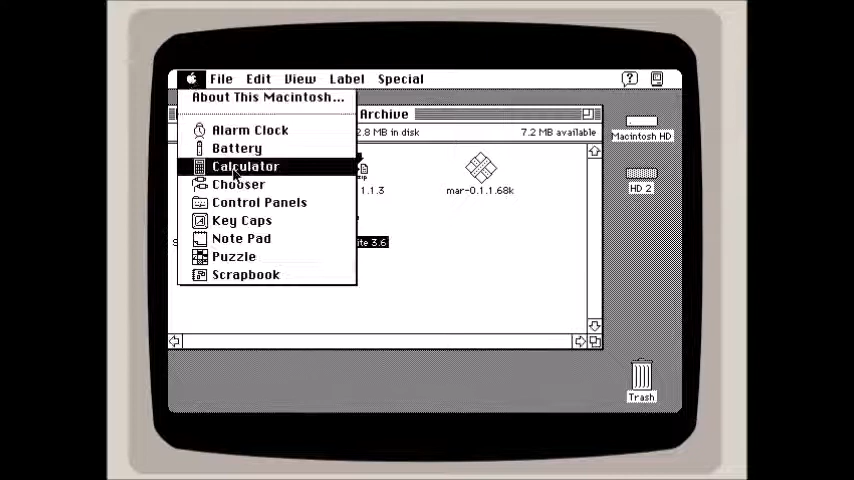 File Edit View Label Special
About This Macintosh...
Alarm Clock
Battery
Calculator
Chooser
Control Panels
Key Caps
Note Pad
Puzzle
Scrapbook
Archive
2.8 MB in disk
7.2 MB available
1.1.3
mar-0.1.1.68k
ite 3.6
Macintosh HD
HD 2
Trash